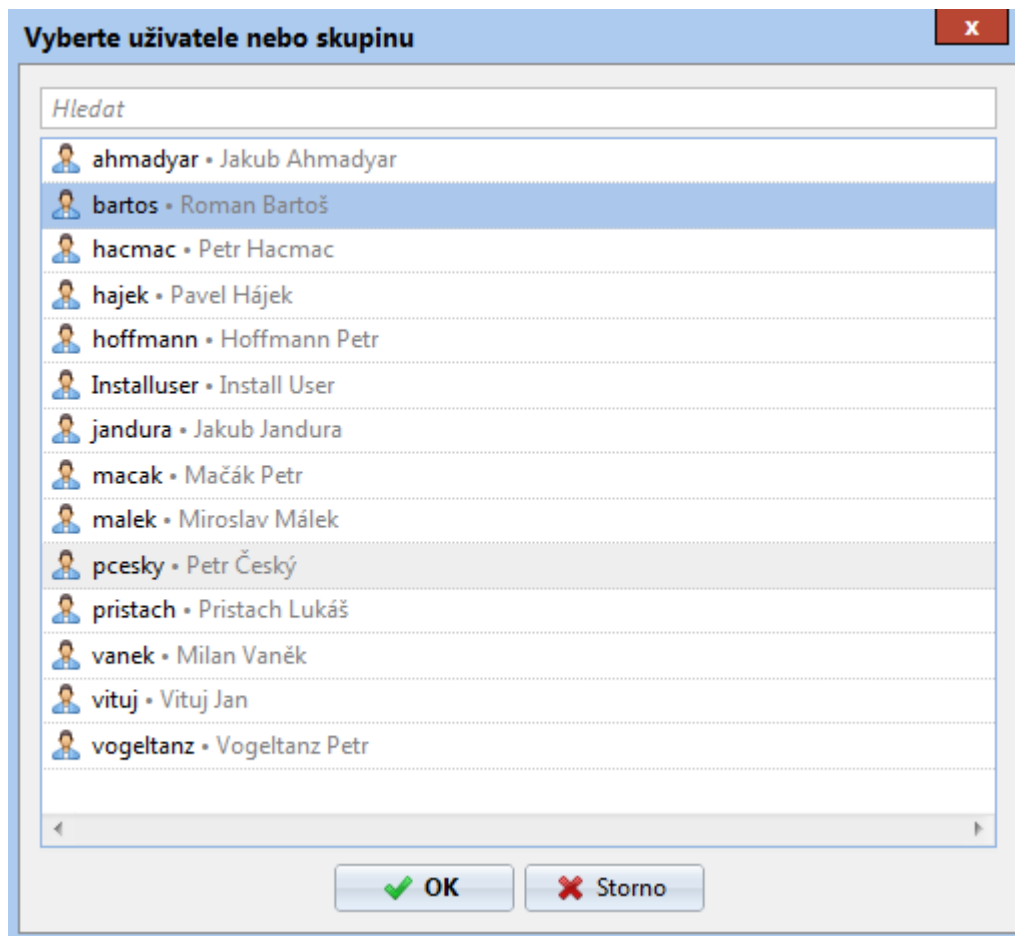 Vyberte uživatele nebo skupinu
x
Hledat
ahmadyar • Jakub Ahmadyar
bartos • Roman Bartoš
hacmac • Petr Hacmac
hajek • Pavel Hájek
hoffmann • Hoffmann Petr
Installuser • Install User
jandura • Jakub Jandura
macak • Mačák Petr
malek • Miroslav Málek
pcesky • Petr Český
pristach • Pristach Lukáš
vanek • Milan Vaněk
vituj • Vituj Jan
vogeltanz • Vogeltanz Petr
OK
Storno